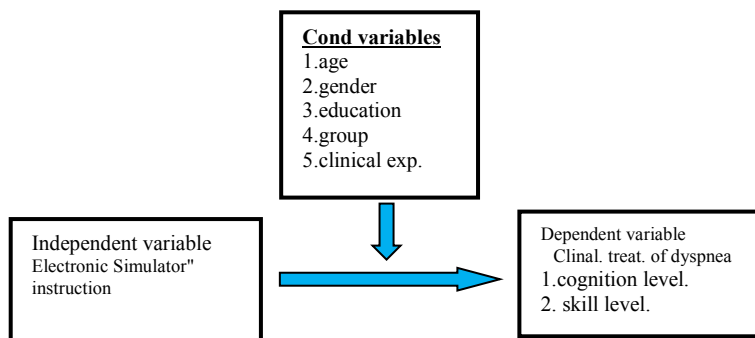 Cond variables
1.age
2.gender
3.education
4.group
5.clinical exp.
Independent variable
Electronic Simulator"
instruction
Dependent variable
Clinal. treat. of dyspnea
1.cognition level.
2. skill level.